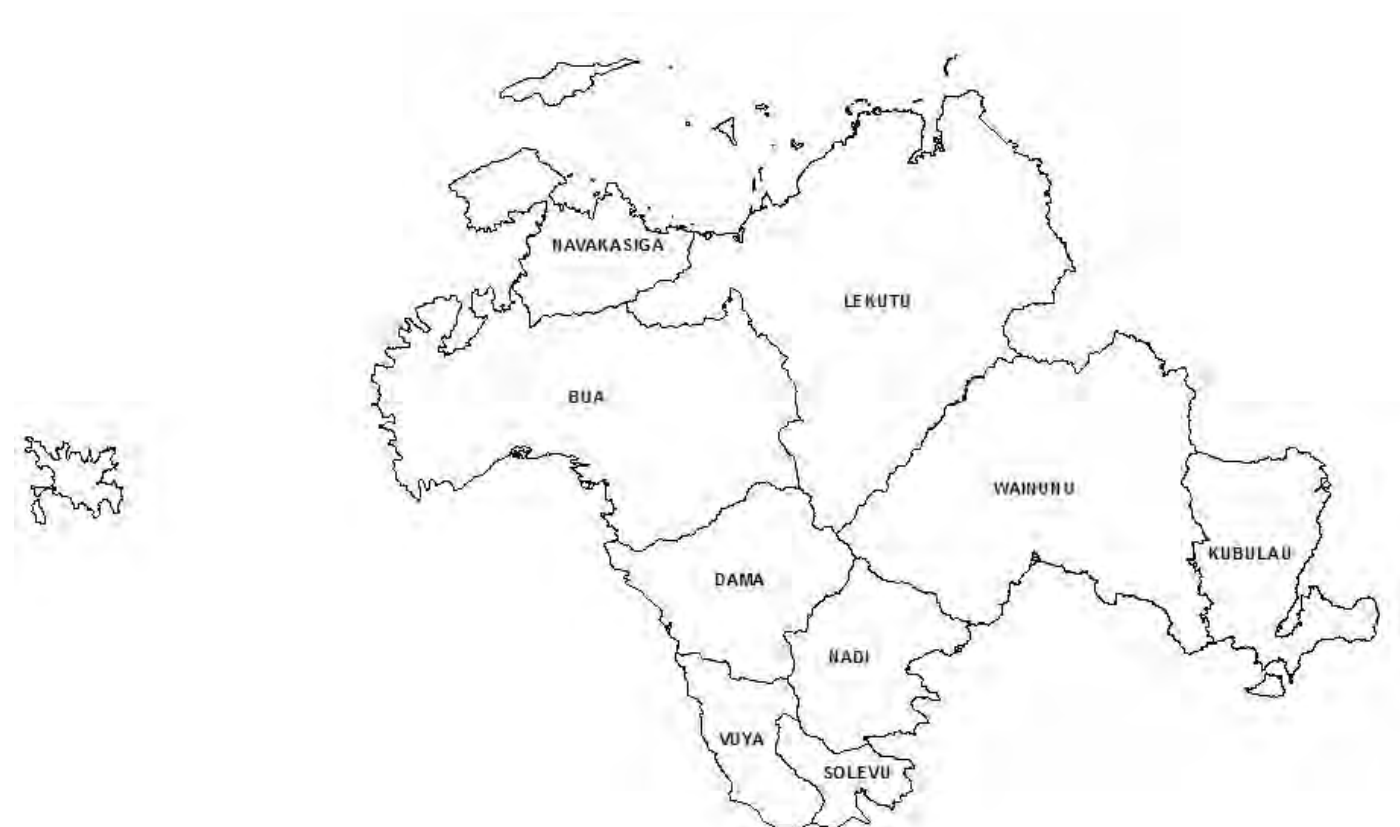 NAVAKASIGA
LEKUTU
BUA
WAINUNU
KUBULAU
DAMA
NADI
VUYA
SOLEVU